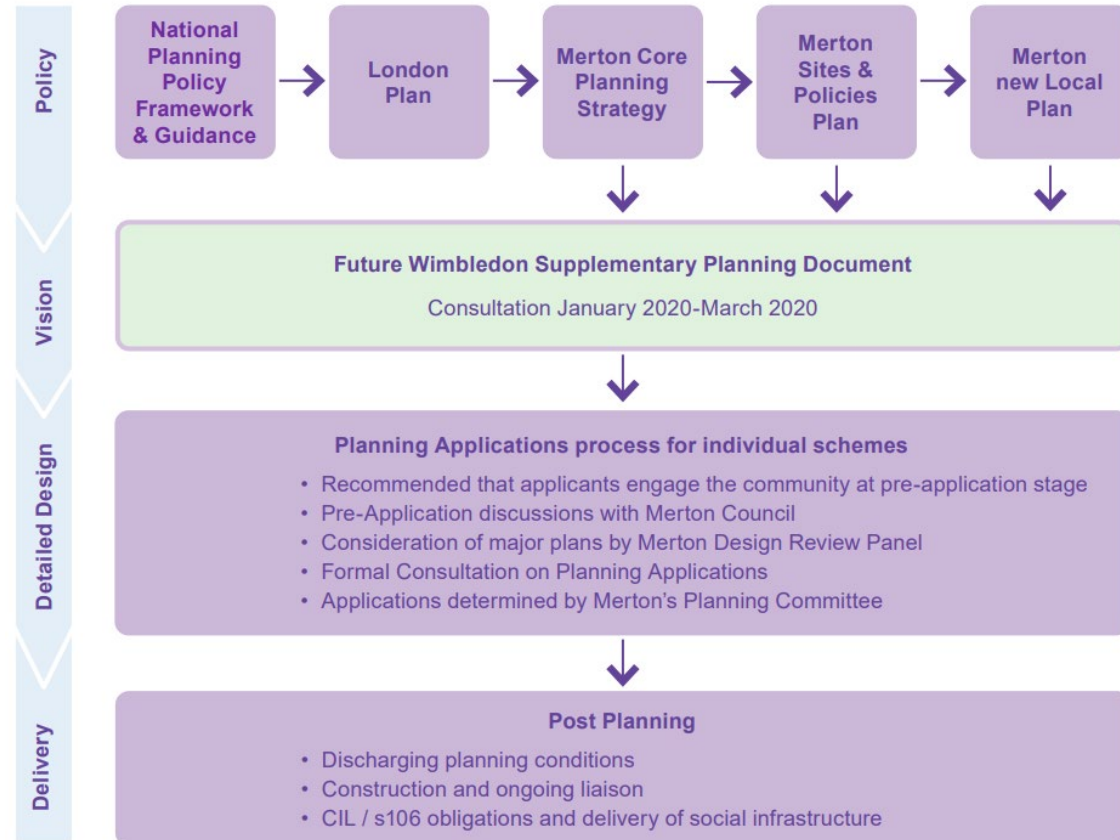 Policy
National
Planning
Policy
Framework
& Guidance
London
Plan
Merton Core
Planning
Strategy
Merton
Sites &
Policies
Plan
Merton
new Local
Plan
Vision
Future Wimbledon Supplementary Planning Document
Consultation January 2020-March 2020
Detailed Design
Planning Applications process for individual schemes
• Recommended that applicants engage the community at pre-application stage
• Pre-Application discussions with Merton Council
• Consideration of major plans by Merton Design Review Panel
• Formal Consultation on Planning Applications
• Applications determined by Merton's Planning Committee
Delivery
Post Planning
• Discharging planning conditions
• Construction and ongoing liaison
• CIL / s106 obligations and delivery of social infrastructure